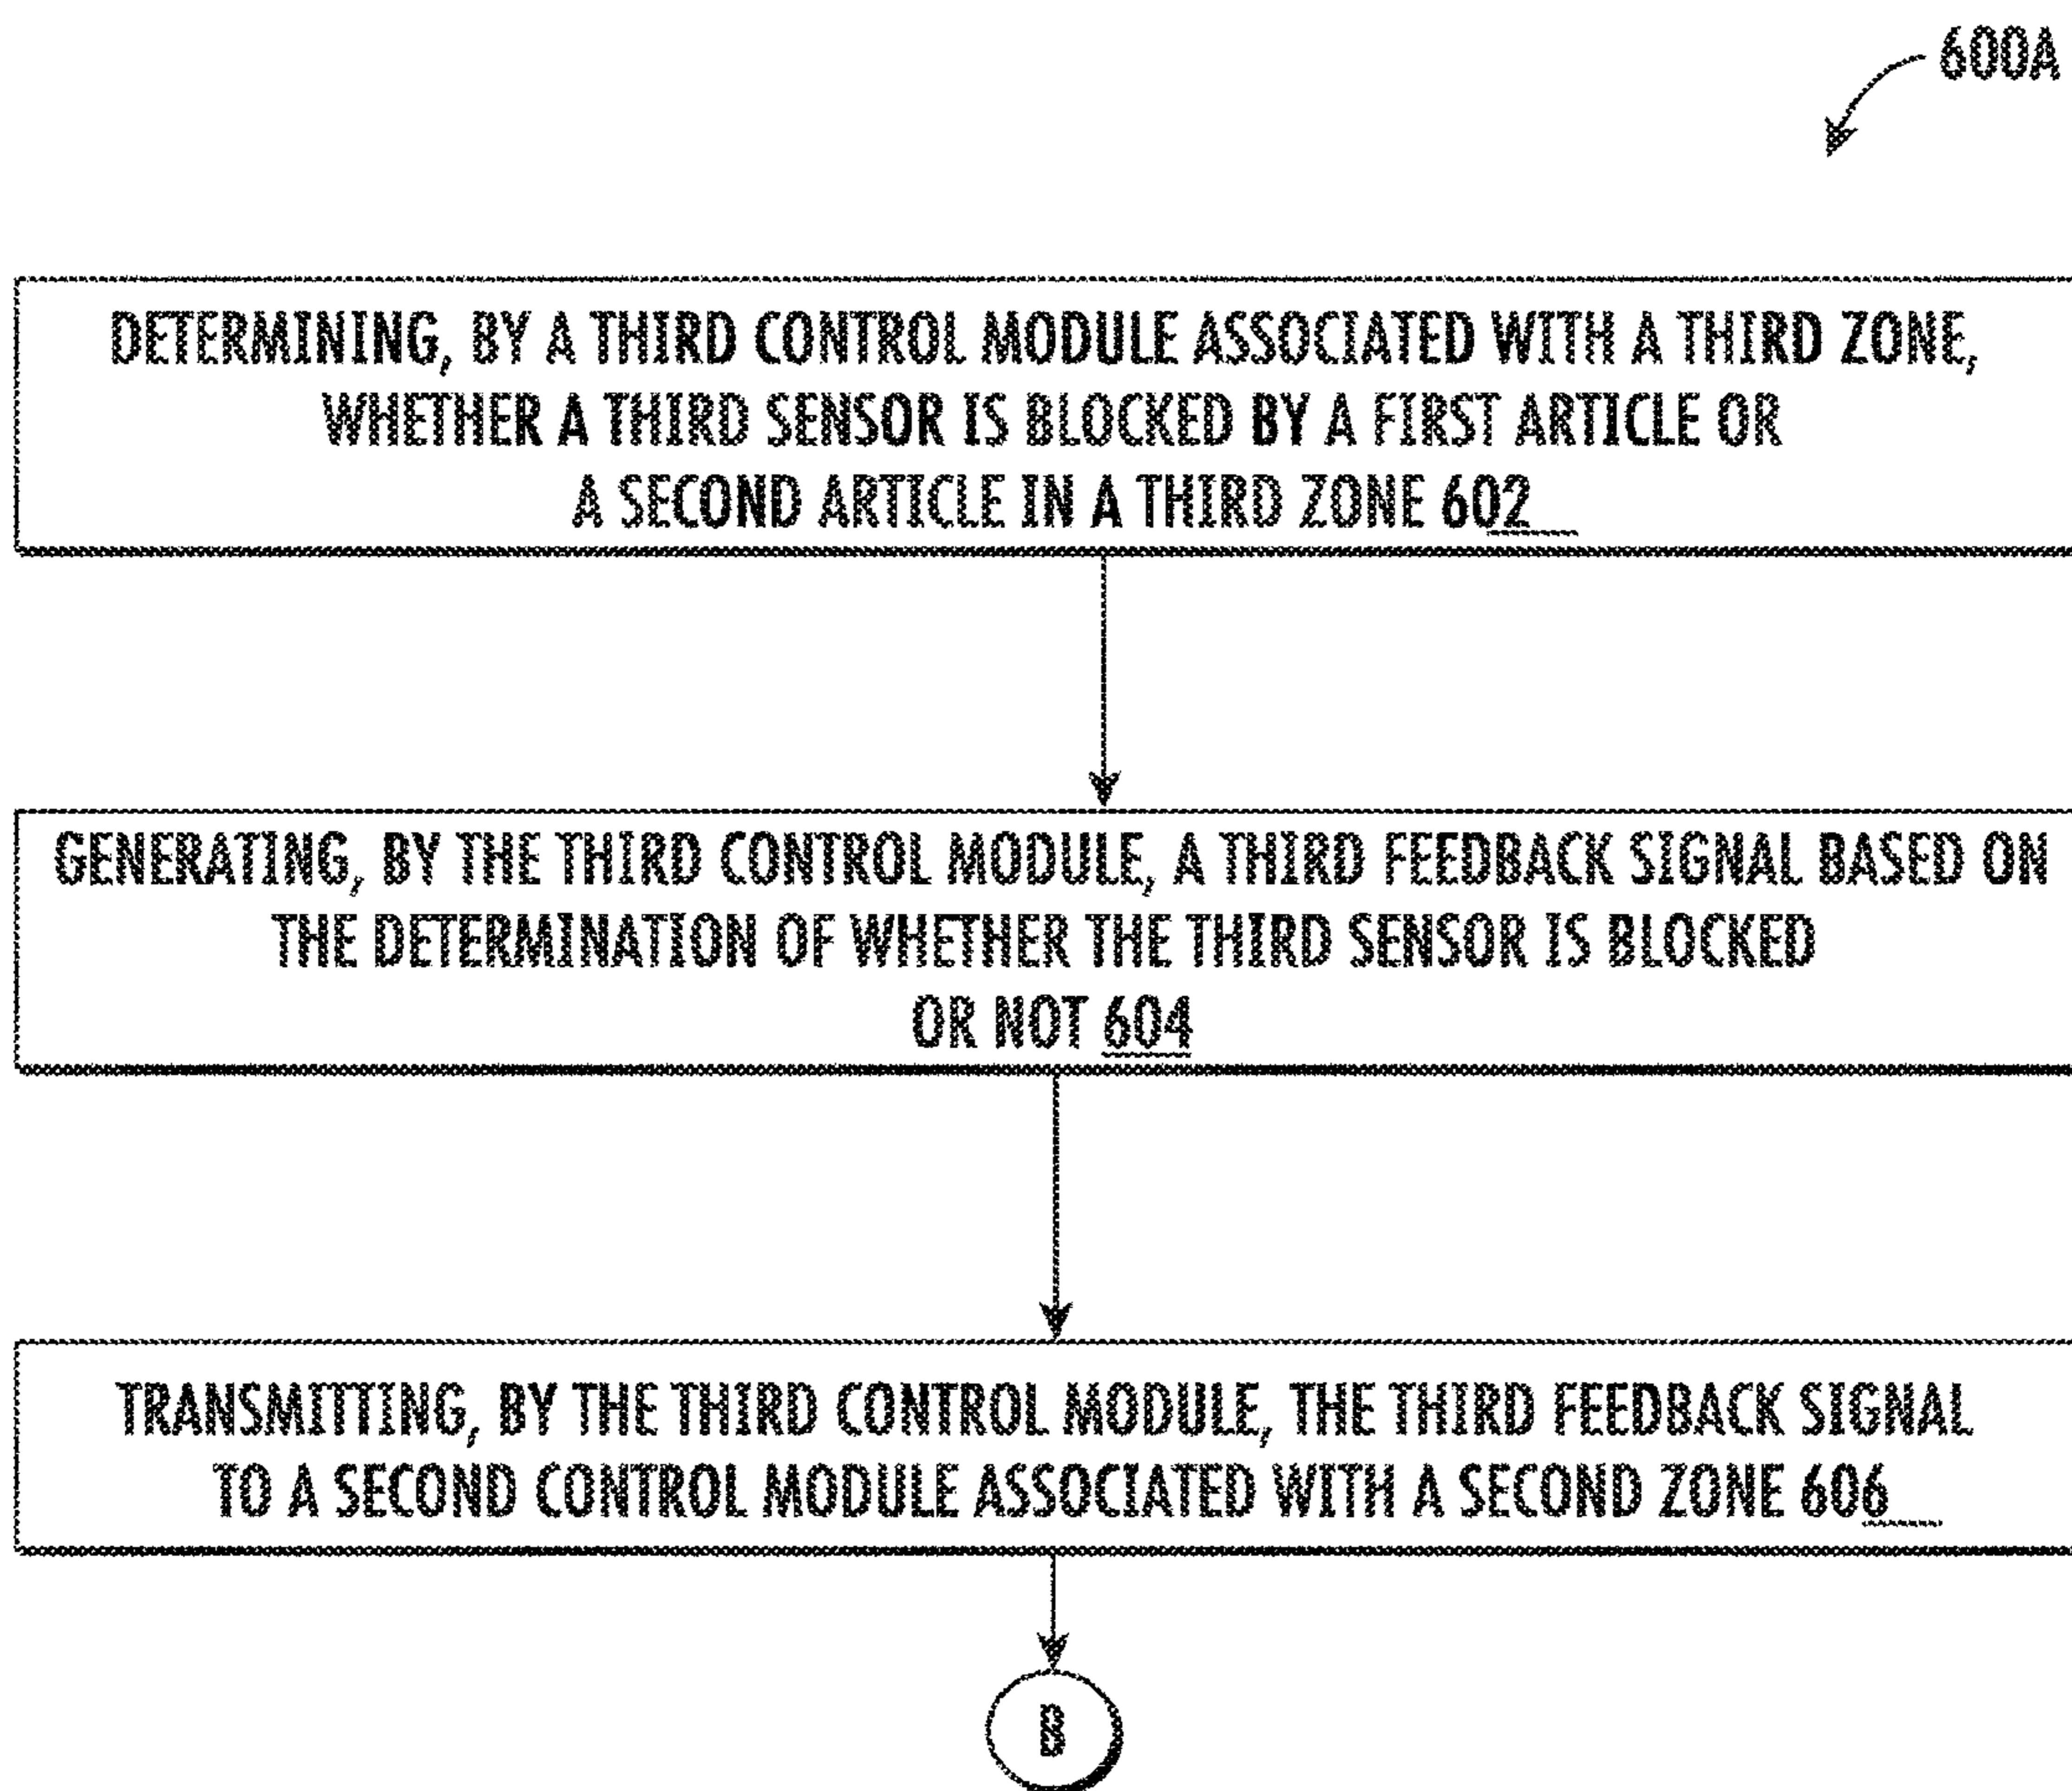 600A
DETERMINING, BY A THIRD CONTROL MODULE ASSOCIATED WITH A THIRD ZONE,
WHETHER A THIRD SENSOR IS BLOCKED BY A FIRST ARTICLE OR
A SECOND ARTICLE IN A THIRD ZONE 602
GENERATING, BY THE THIRD CONTROL MODULE, A THIRD FEEDBACK SIGNAL BASED ON
THE DETERMINATION OF WHETHER THE THIRD SENSOR IS BLOCKED
OR NOT 604
TRANSMITTING, BY THE THIRD CONTROL MODULE, THE THIRD FEEDBACK SIGNAL
TO A SECOND CONTROL MODULE ASSOCIATED WITH A SECOND ZONE 606
B